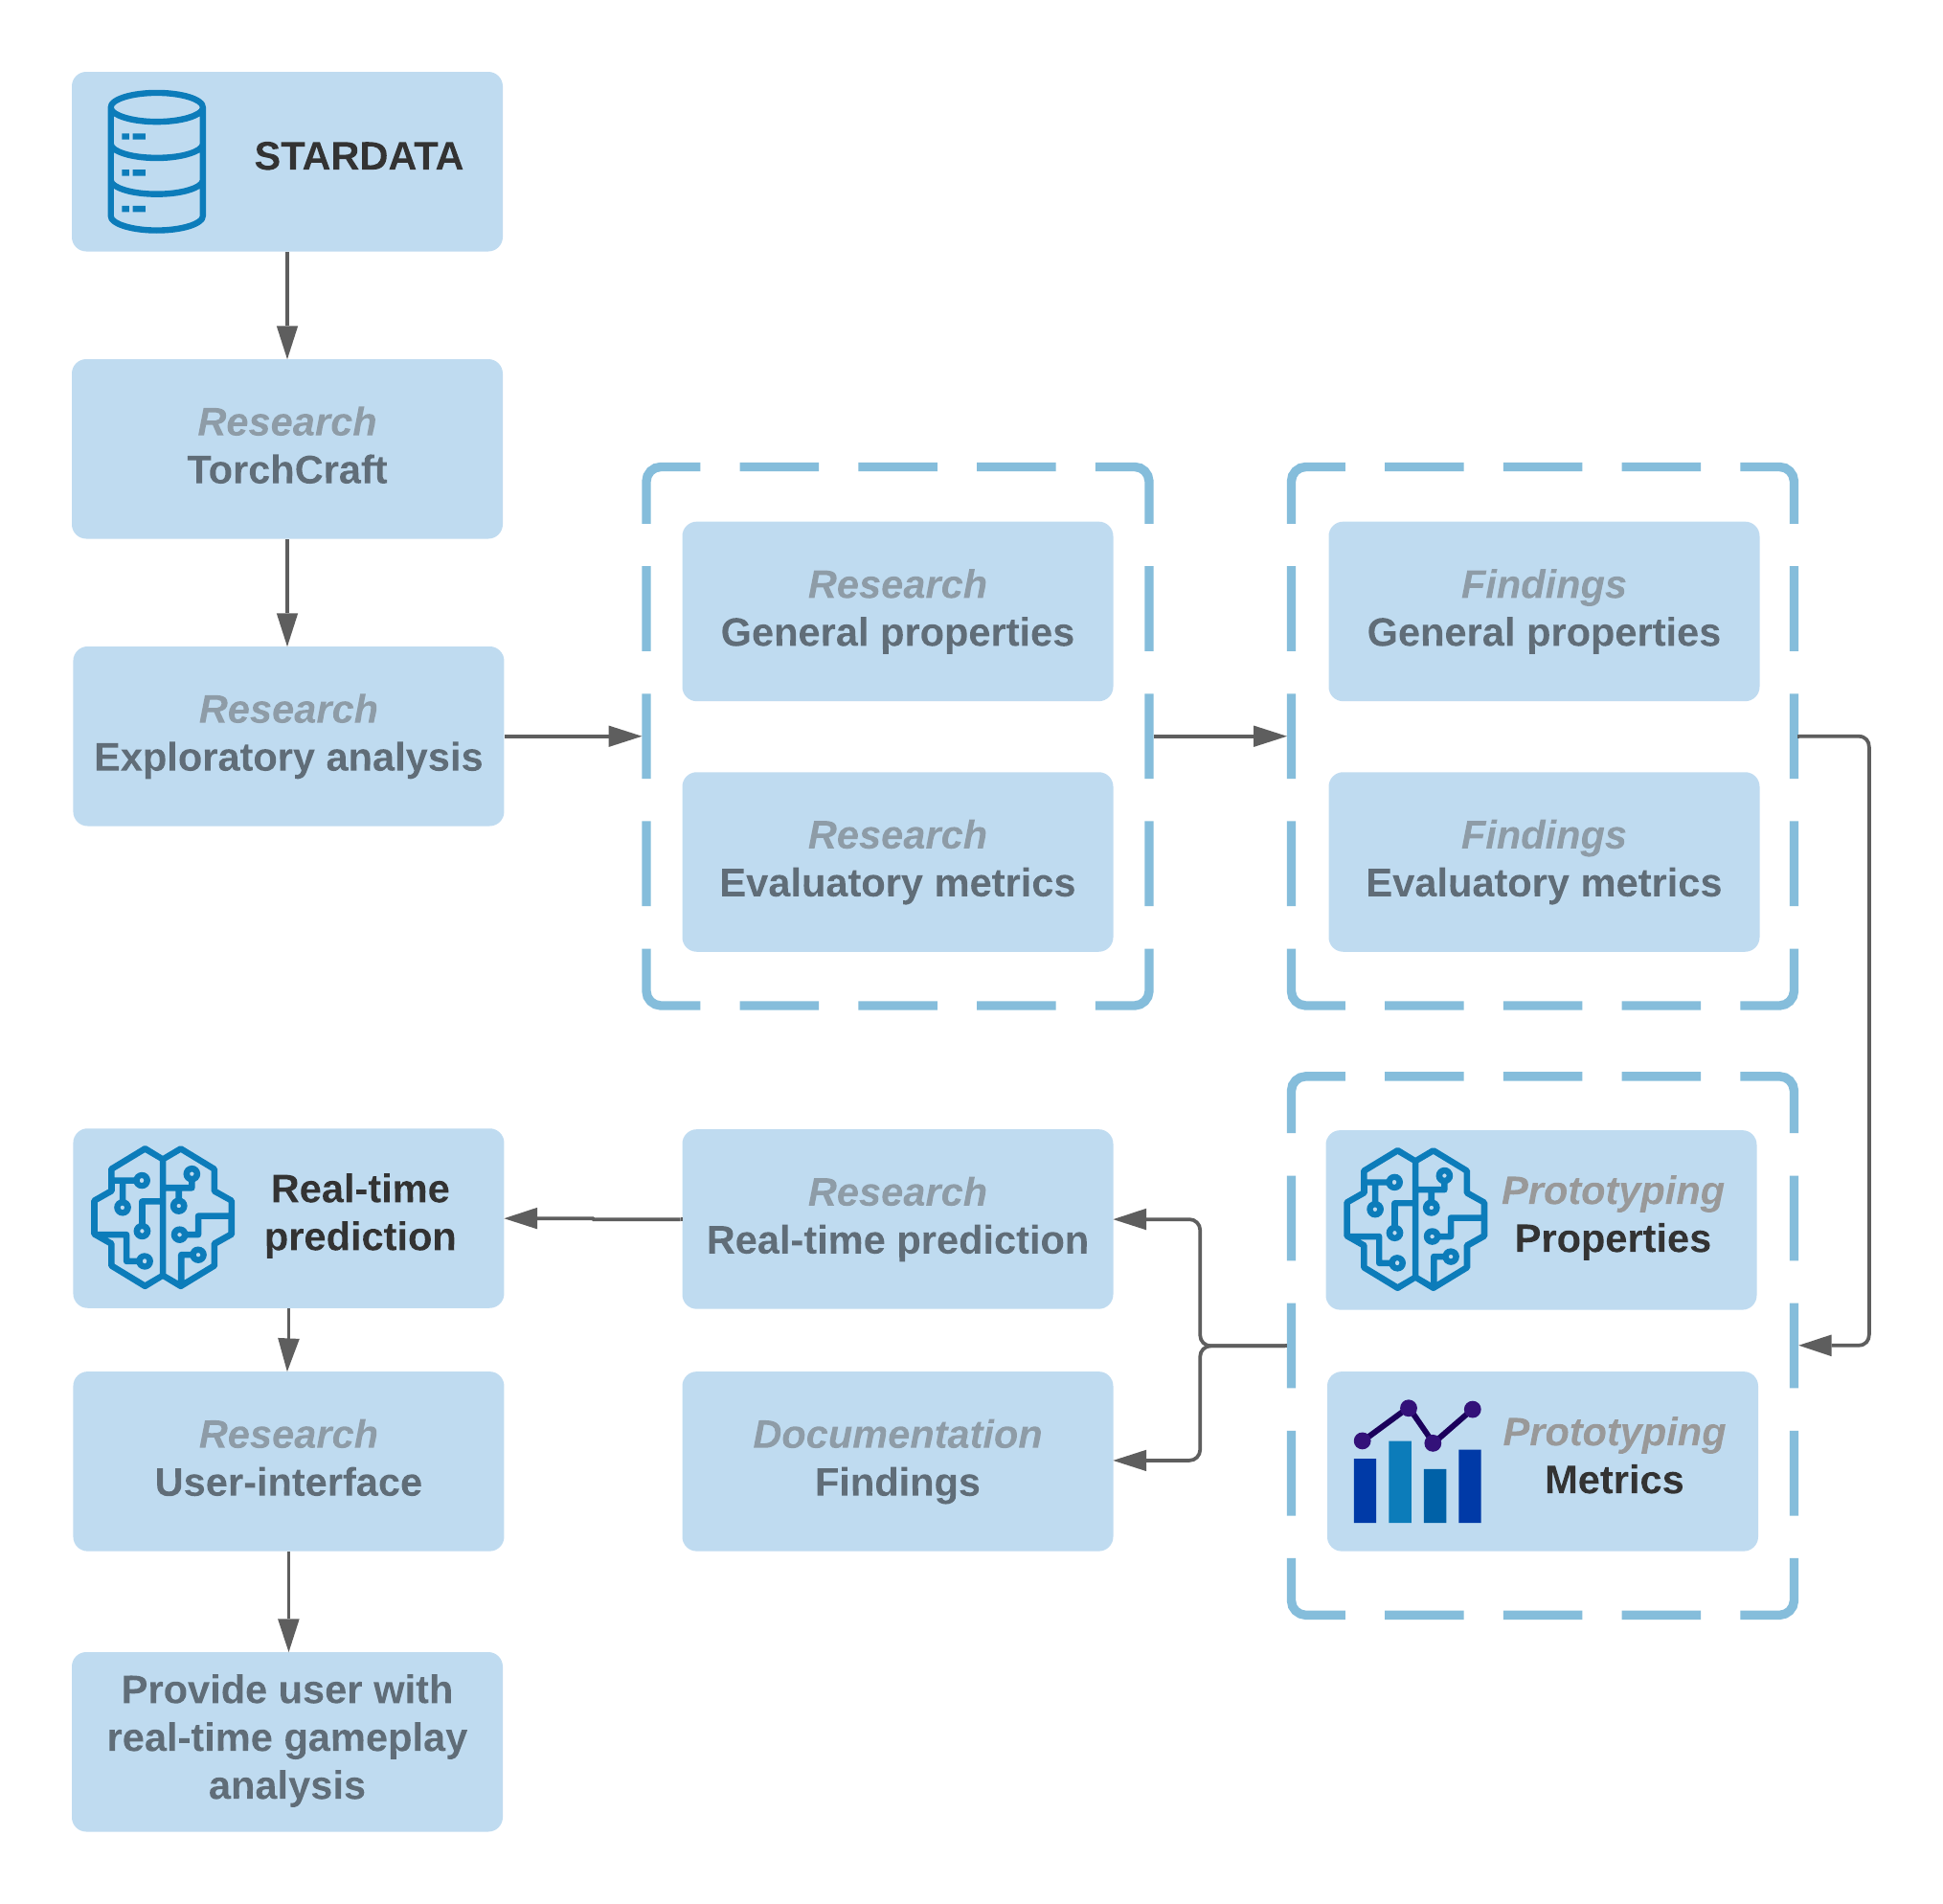 STARDATA
Research
TorchCraft
Research
Exploratory analysis
Research
General properties
Research
Evaluatory metrics
Findings
General properties
Findings
Evaluatory metrics
Prototyping
Properties
Prototyping
Metrics
Research
Real-time prediction
Documentation
Findings
Real-time
prediction
Research
User-interface
Provide user with
real-time gameplay
analysis